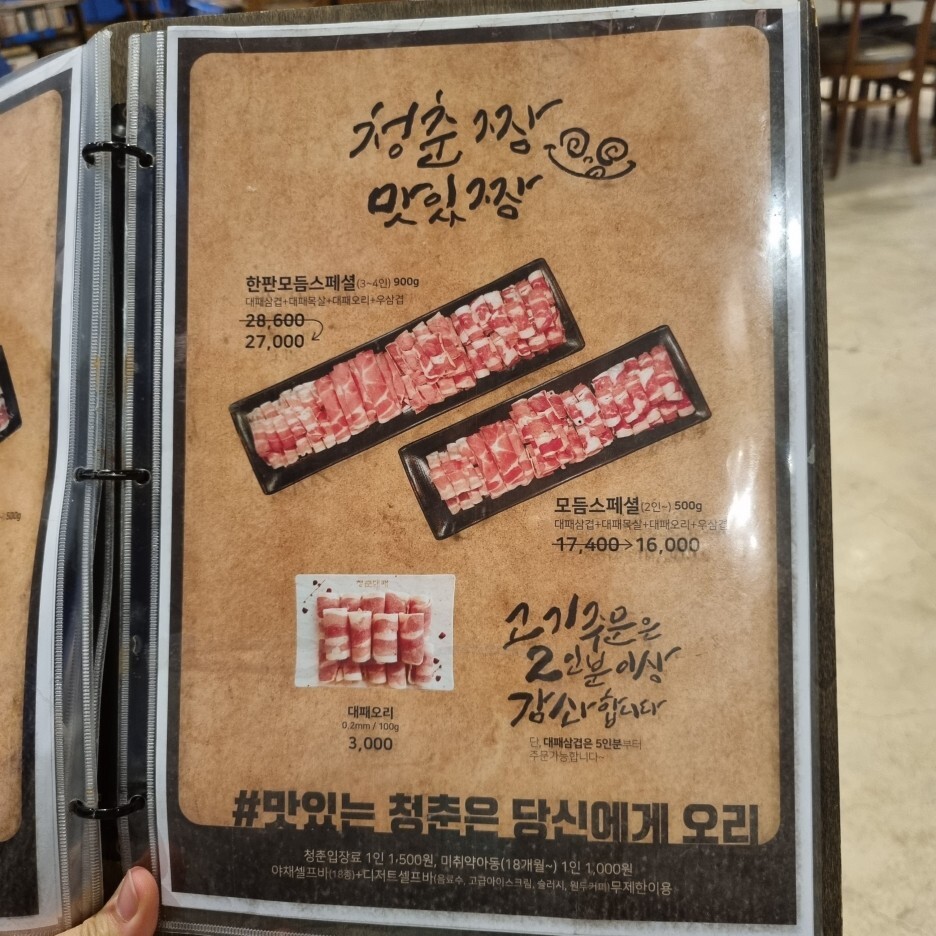 청춘 짱
맛있 짱
한판모듬스페셜(3~4인) 900g
대패삼겹+대패목살+대패오리+우삼겹
28,600
27,000
모듬스페셜(2인~) 500g
대패삼겹+대패목살+대패오리+우삼겹
17,400→16,000
청춘대패
대패오리
0.2mm / 100g
3,000
고기주문은
2인분 이상
감사합니다
단, 대패삼겹은 5인분부터
주문가능합니다~
#맛있는 청춘은 당신에게 오리
청춘입장료 1인 1,500원, 미취약아동(18개월~) 1인 1,000원
야채셀프바(18종)+디저트셀프바(음료수, 고급아이스크림, 슬러시, 원두커피)무제한이용
500g